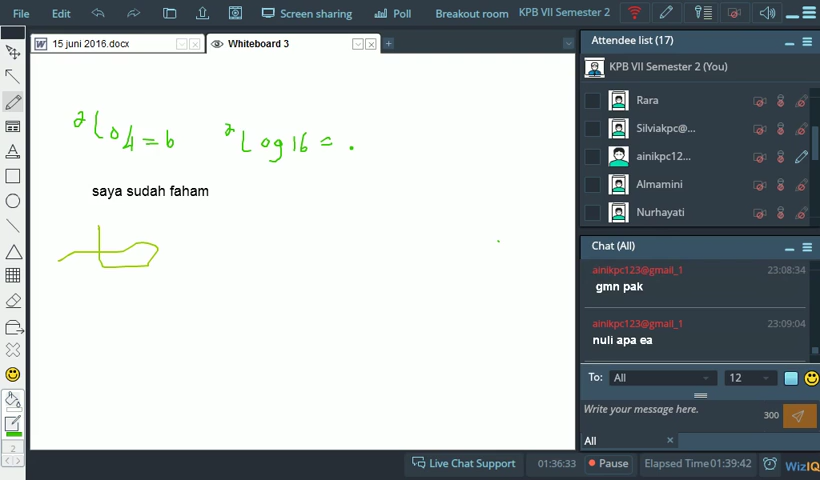 File
Edit
Screen sharing
Poll
Breakout room
KPB VII Semester 2
15 juni 2016.docx
Whiteboard 3
²Lo4=b
²Log16=.
saya sudah faham
2
Attendee list (17)
KPB VII Semester 2 (You)
Rara
Silviakpc@...
ainikpc12...
Almamini
Nurhayati
Chat (All)
ainikpc123@gmail_1 23:08:34
gmn pak
ainikpc123@gmail_1 23:09:04
nuli apa ea
To: All 12
Write your message here. 300
All
Live Chat Support
01:36:33
Pause
Elapsed Time: 01:39:42
WizIQ